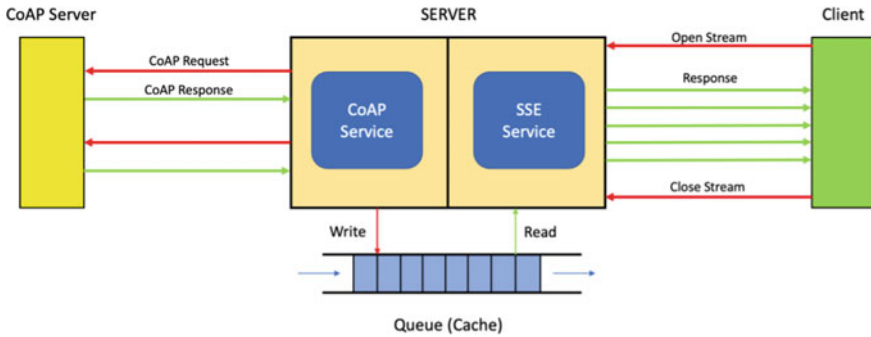 CoAP Server
SERVER
Client
CoAP Request
CoAP Response
CoAP
Service
SSE
Service
Open Stream
Response
Close Stream
Write
Read
Queue (Cache)